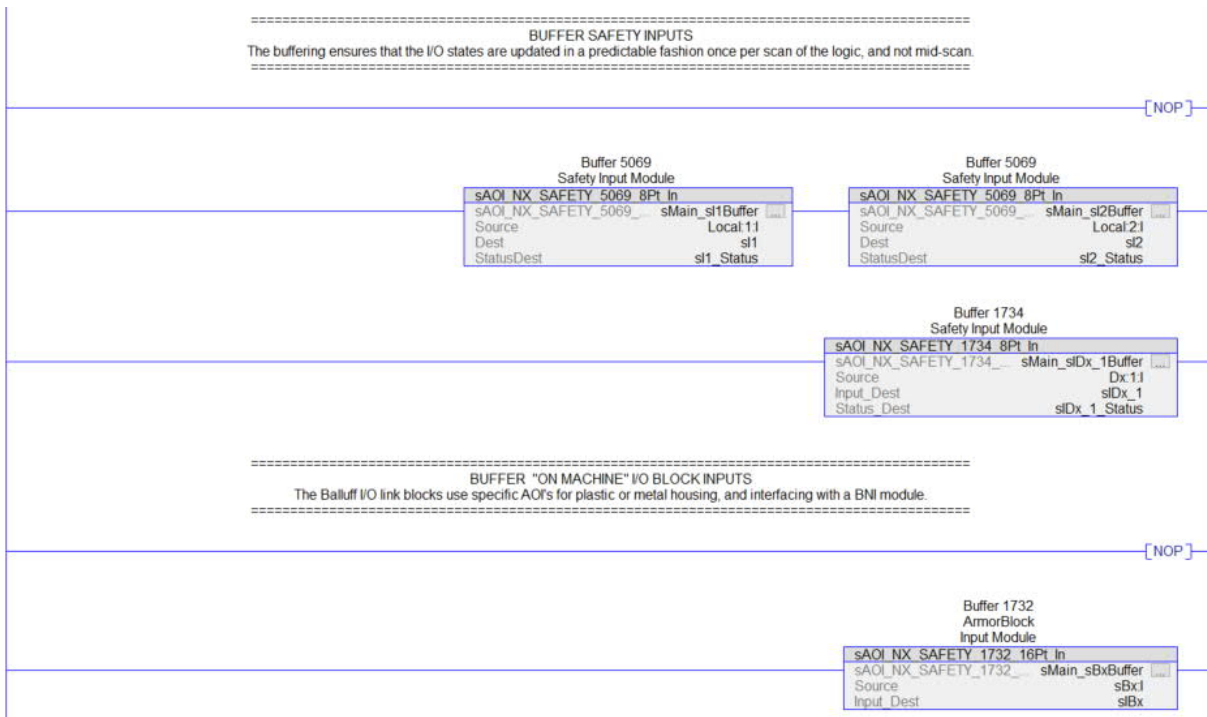 ================================================================================
BUFFER SAFETY INPUTS
The buffering ensures that the I/O states are updated in a predictable fashion once per scan of the logic, and not mid-scan.
================================================================================
NOP
Buffer 5069
Safety Input Module
sAOI_NX_SAFETY_5069_8Pt_In
sAOI_NX_SAFETY_5069_... sMain_sI1Buffer ...
Source Local:1:I
Dest sI1
StatusDest sI1_Status
Buffer 5069
Safety Input Module
sAOI_NX_SAFETY_5069_8Pt_In
sAOI_NX_SAFETY_5069_... sMain_sI2Buffer ...
Source Local:2:I
Dest sI2
StatusDest sI2_Status
Buffer 1734
Safety Input Module
sAOI_NX_SAFETY_1734_8Pt_In
sAOI_NX_SAFETY_1734_... sMain_sIDx_1Buffer ...
Source Dx:1:I
Input_Dest sIDx_1
Status_Dest sIDx_1_Status
================================================================================
BUFFER "ON MACHINE" I/O BLOCK INPUTS
The Balluff I/O link blocks use specific AOI's for plastic or metal housing, and interfacing with a BNI module.
================================================================================
NOP
Buffer 1732
ArmorBlock
Input Module
sAOI_NX_SAFETY_1732_16Pt_In
sAOI_NX_SAFETY_1732_... sMain_sBxBuffer ...
Source sBx:I
Input_Dest sIBx